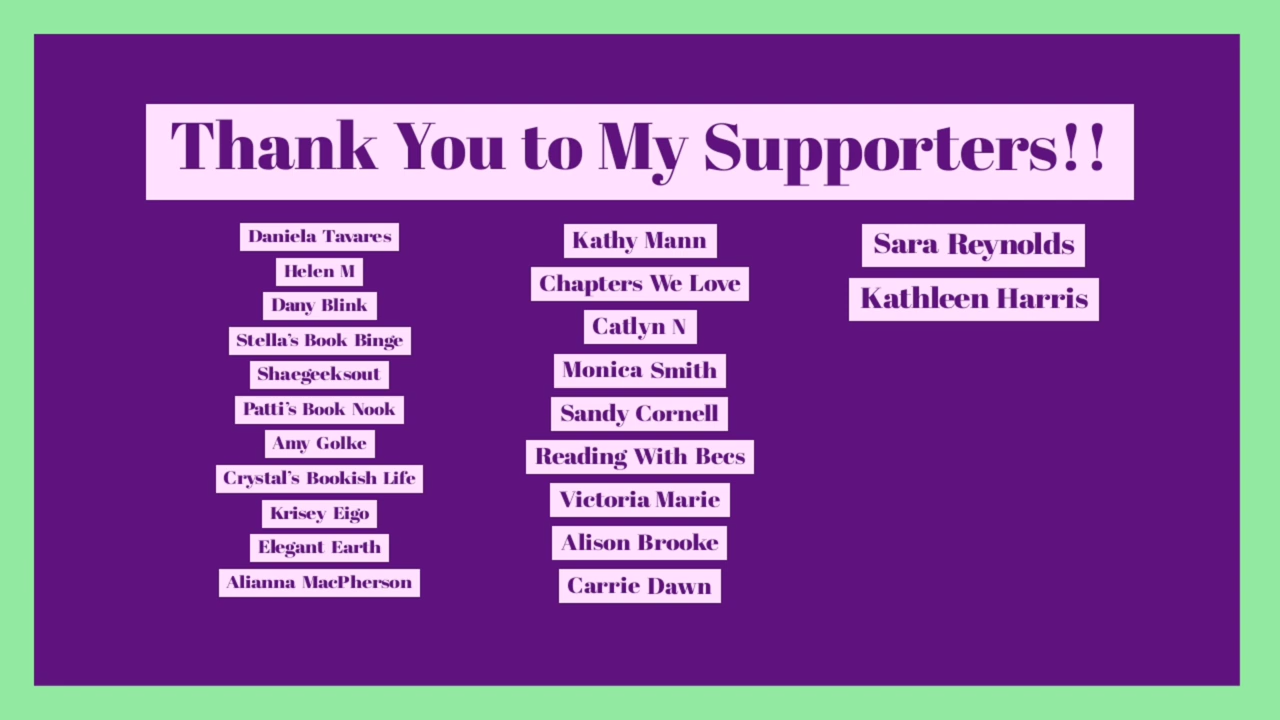 Thank You to My Supporters!!
Daniela Tavares
Helen M
Dany Blink
Stella's Book Binge
Shaegeeksout
Patti's Book Nook
Amy Golke
Crystal's Bookish Life
Krisey Eigo
Elegant Earth
Alianna MacPherson
Kathy Mann
Chapters We Love
Catlyn N
Monica Smith
Sandy Cornell
Reading With Becs
Victoria Marie
Alison Brooke
Carrie Dawn
Sara Reynolds
Kathleen Harris